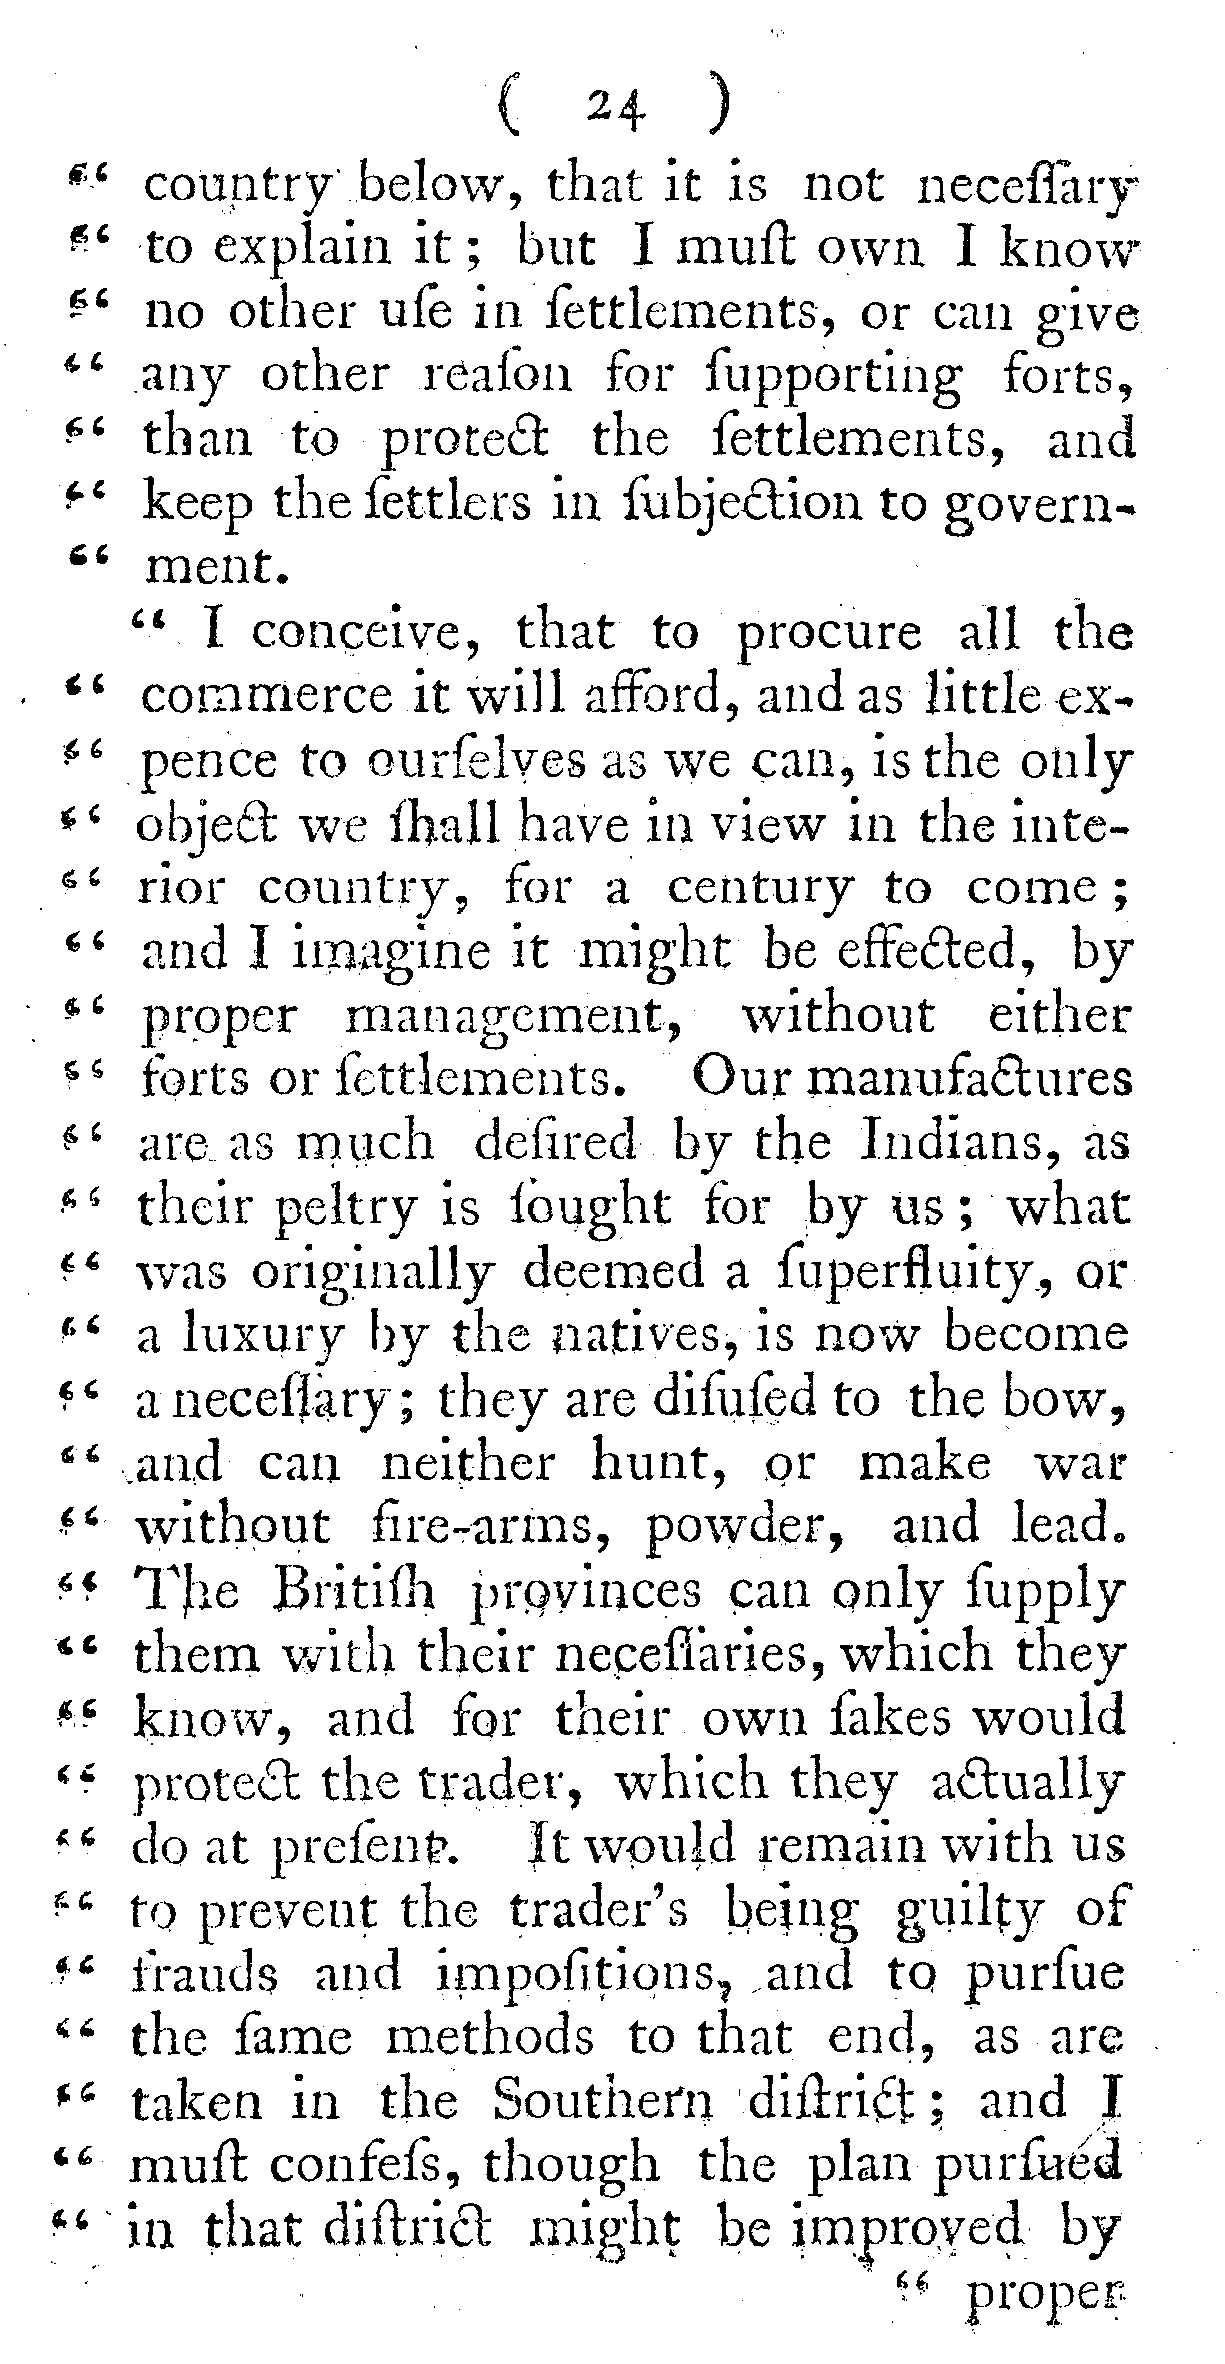 ( 24 )
“ country below, that it is not neceſſary
“ to explain it; but I muſt own I know
“ no other uſe in ſettlements, or can give
“ any other reaſon for ſupporting forts,
“ than to protect the ſettlements, and
“ keep the ſettlers in ſubjection to govern-
“ ment.
“ I conceive, that to procure all the
“ commerce it will afford, and as little ex-
“ pence to ourſelves as we can, is the only
“ object we ſhall have in view in the inte-
“ rior country, for a century to come;
“ and I imagine it might be effected, by
“ proper management, without either
“ forts or ſettlements. Our manufactures
“ are as much deſired by the Indians, as
“ their peltry is ſought for by us; what
“ was originally deemed a ſuperfluity, or
“ a luxury by the natives, is now become
“ a neceſſary; they are diſuſed to the bow,
“ and can neither hunt, or make war
“ without fire-arms, powder, and lead.
“ The Britiſh provinces can only ſupply
“ them with their neceſſaries, which they
“ know, and for their own ſakes would
“ protect the trader, which they actually
“ do at preſent. It would remain with us
“ to prevent the trader’s being guilty of
“ frauds and impoſitions, and to purſue
“ the ſame methods to that end, as are
“ taken in the Southern diſtrict; and I
“ muſt confeſs, though the plan purſued
“ in that diſtrict might be improved by
“ proper